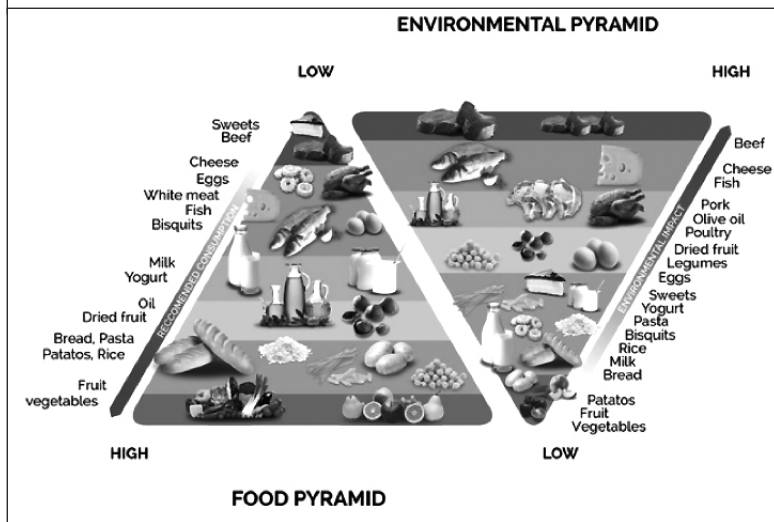 ENVIRONMENTAL PYRAMID
LOW
HIGH
Sweets
Beef
Cheese
Eggs
White meat
Fish
Bisquits
Milk
Yogurt
Oil
Dried fruit
Bread, Pasta
Patatos, Rice
Fruit
vegetables
RECCOMENDED CONSUMPTION
HIGH
FOOD PYRAMID
Beef
Cheese
Fish
Pork
Olive oil
Poultry
Dried fruit
Legumes
Eggs
Sweets
Yogurt
Pasta
Bisquits
Rice
Milk
Bread
Patatos
Fruit
Vegetables
ENVIRONMENTAL IMPACT
LOW